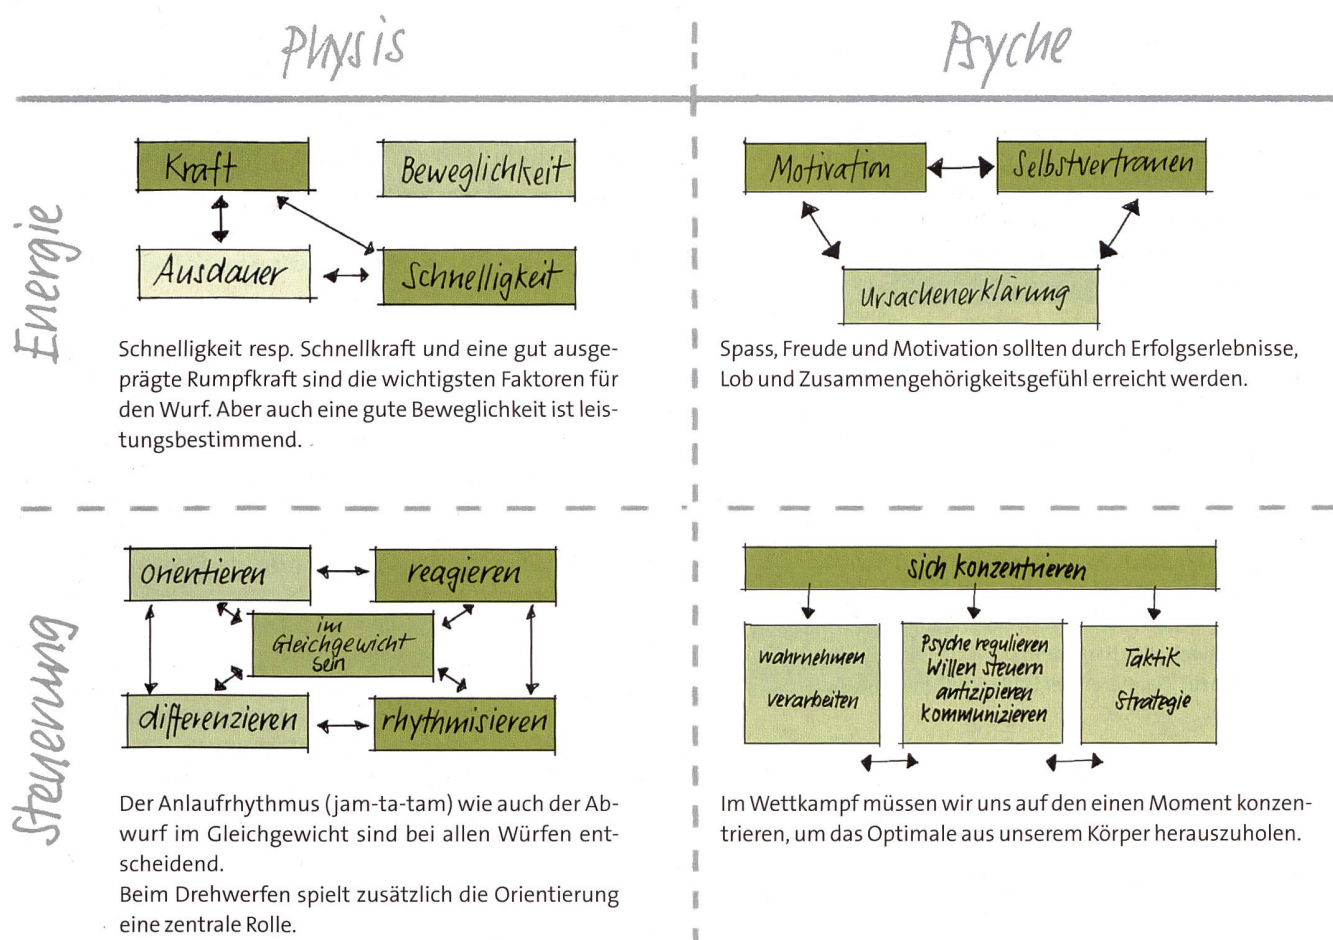 Physis
Psyche
Energie
Kraft
Beweglichkeit
Ausdauer
Schnelligkeit
Schnelligkeit resp. Schnellkraft und eine gut ausge-
prägte Rumpfkraft sind die wichtigsten Faktoren für
den Wurf. Aber auch eine gute Beweglichkeit ist leis-
tungsbestimmend.
Motivation
Selbstvertrauen
Ursachenerklärung
Spass, Freude und Motivation sollten durch Erfolgserlebnisse,
Lob und Zusammengehörigkeitsgefühl erreicht werden.
Steuerung
orientieren
reagieren
im
Gleichgewicht
sein
differenzieren
rhythmisieren
Der Anlaufrhythmus (jam-ta-tam) wie auch der Ab-
wurf im Gleichgewicht sind bei allen Würfen ent-
scheidend.
Beim Drehwerfen spielt zusätzlich die Orientierung
eine zentrale Rolle.
sich konzentrieren
wahrnehmen
verarbeiten
Psyche regulieren
Willen steuern
antizipieren
kommunizieren
Taktik
Strategie
Im Wettkampf müssen wir uns auf den einen Moment konzen-
trieren, um das Optimale aus unserem Körper herauszuholen.